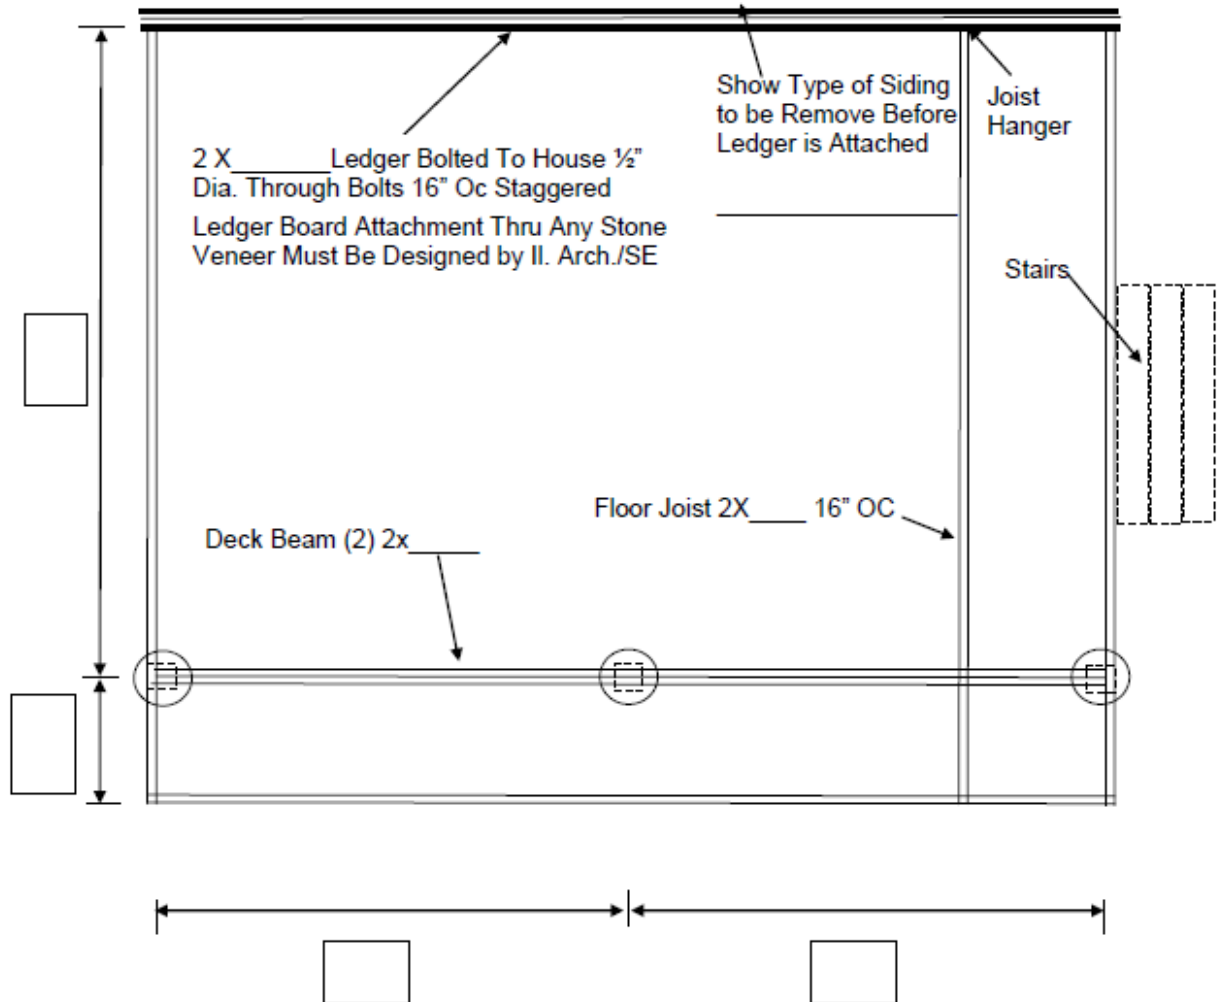 Show Type of Siding
to be Remove Before
Ledger is Attached
Joist
Hanger
2 X_______Ledger Bolted To House ½”
Dia. Through Bolts 16” Oc Staggered
Ledger Board Attachment Thru Any Stone
Veneer Must Be Designed by Il. Arch./SE
Stairs
Floor Joist 2X____ 16” OC
Deck Beam (2) 2x_____